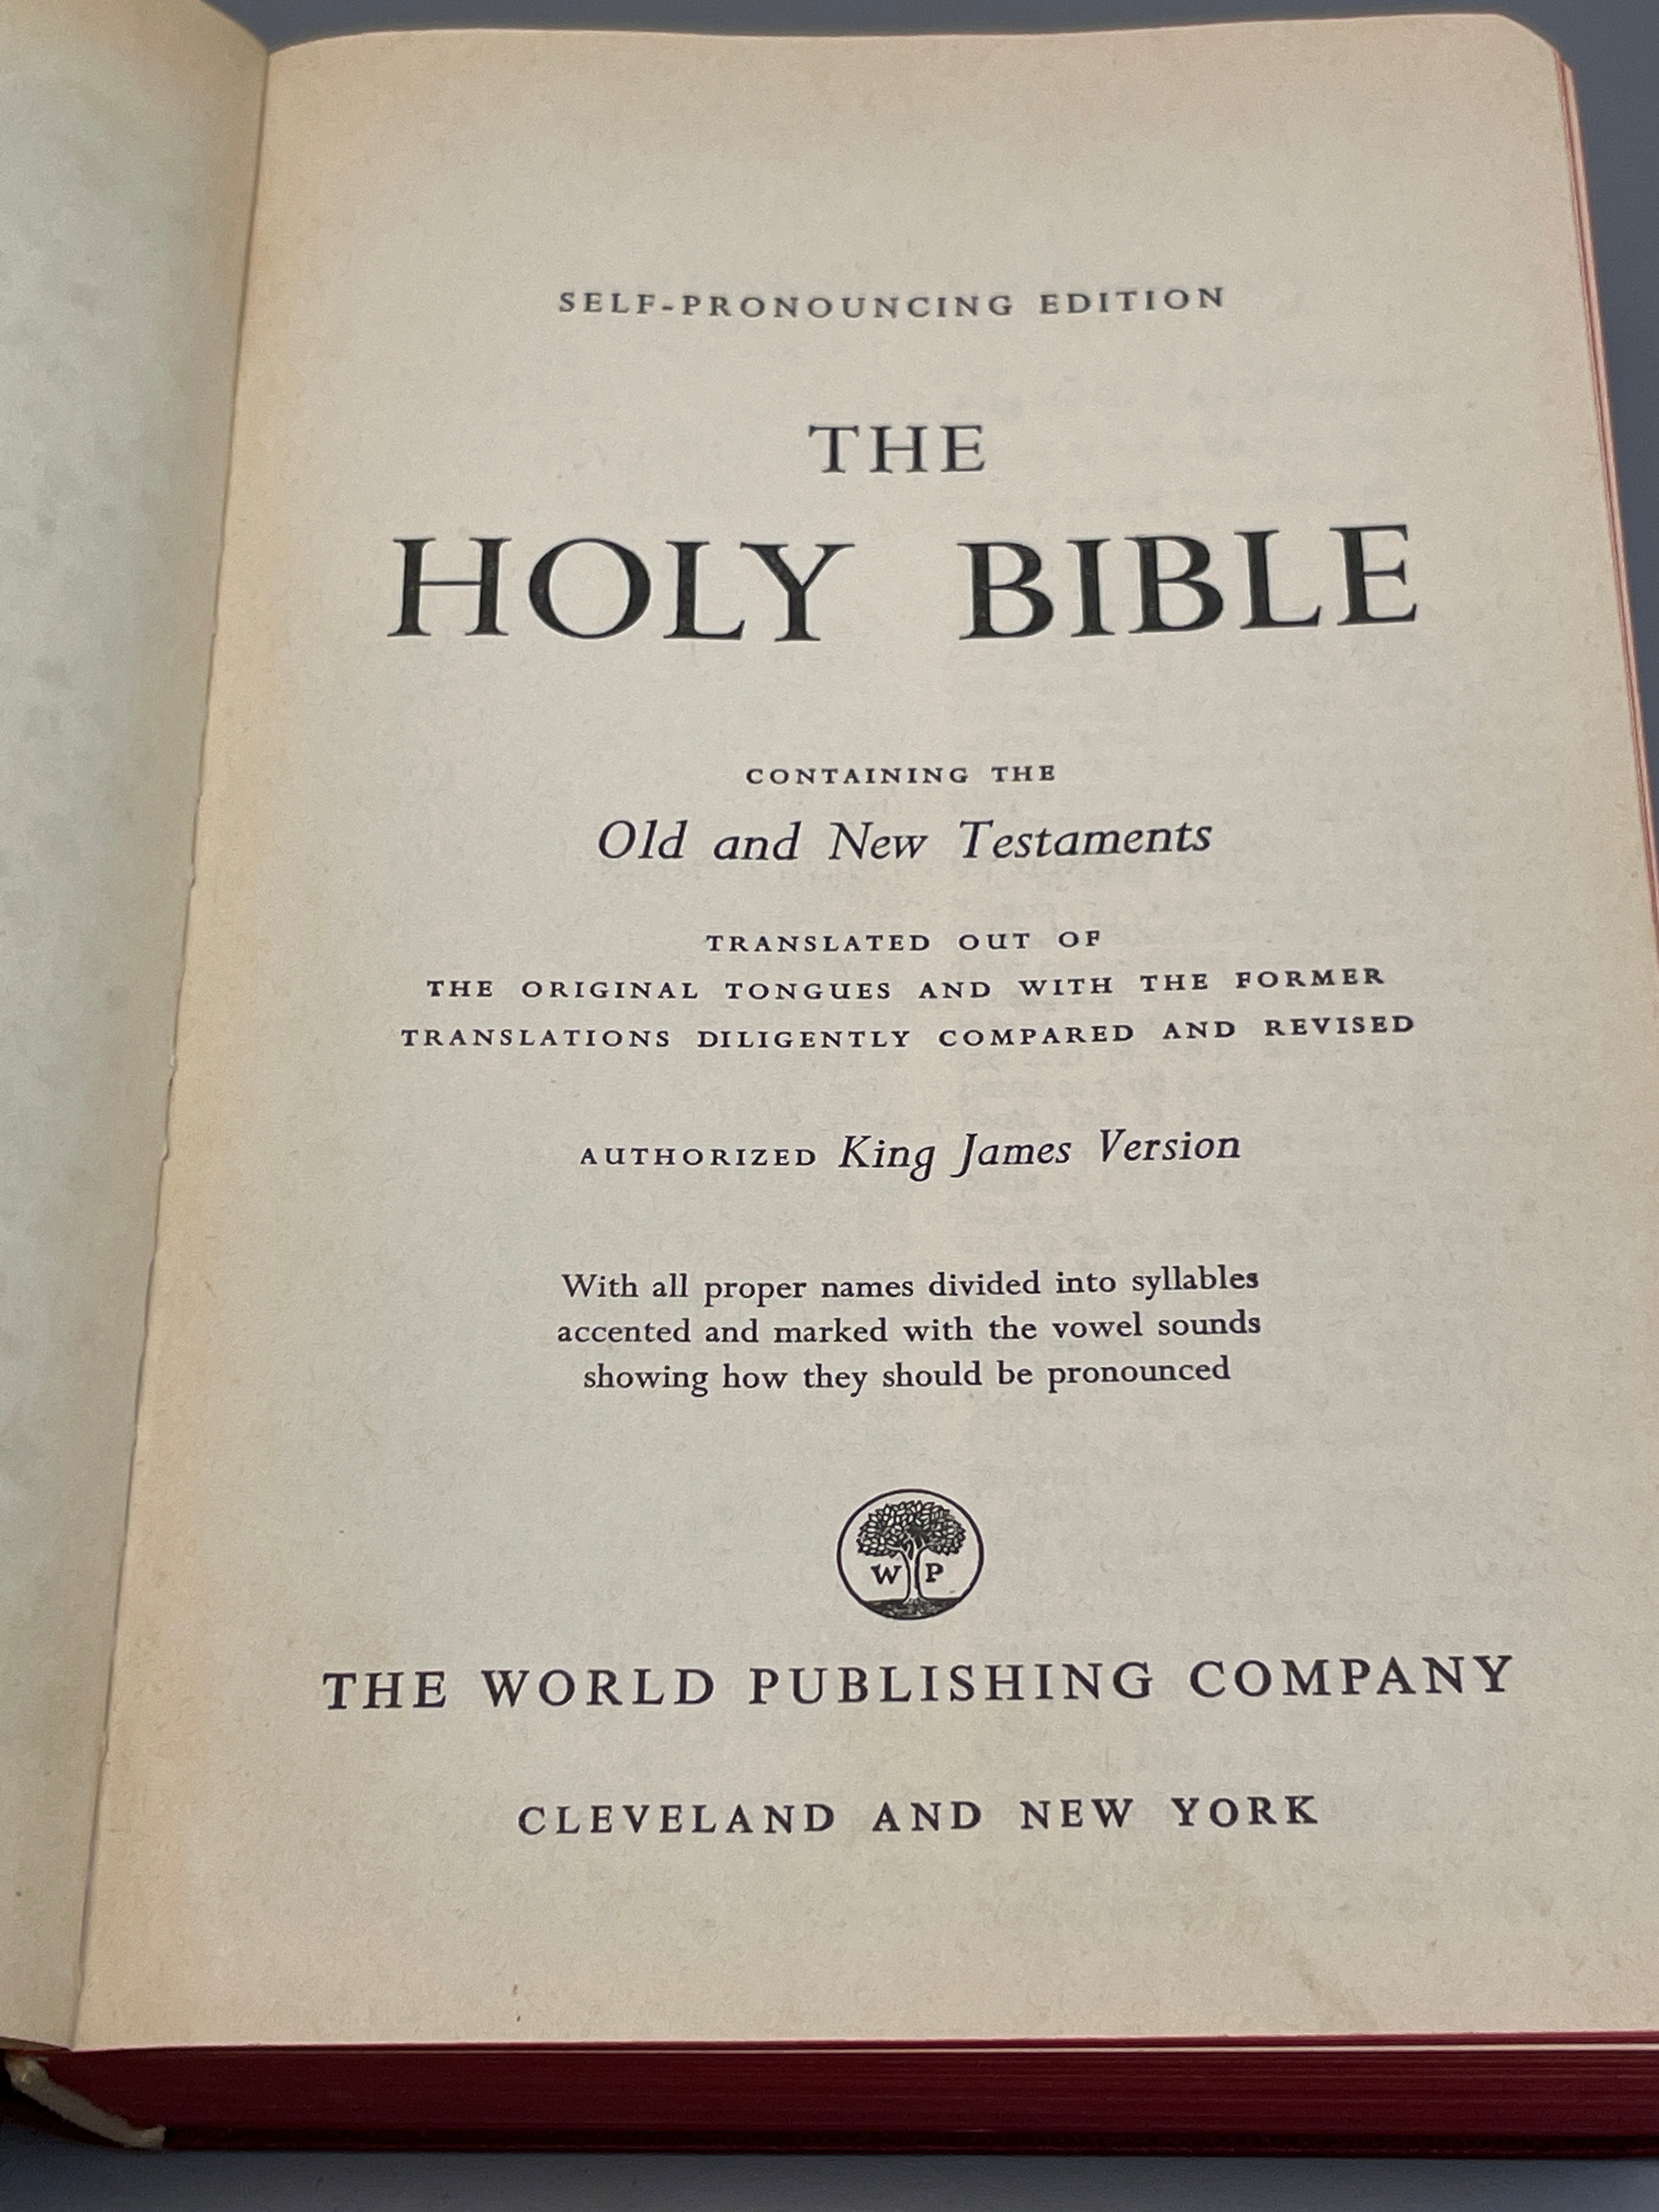 SELF-PRONOUNCING EDITION
THE
HOLY BIBLE
CONTAINING THE
Old and New Testaments
TRANSLATED OUT OF
THE ORIGINAL TONGUES AND WITH THE FORMER
TRANSLATIONS DILIGENTLY COMPARED AND REVISED
AUTHORIZED King James Version
With all proper names divided into syllables
accented and marked with the vowel sounds
showing how they should be pronounced
W P
THE WORLD PUBLISHING COMPANY
CLEVELAND AND NEW YORK